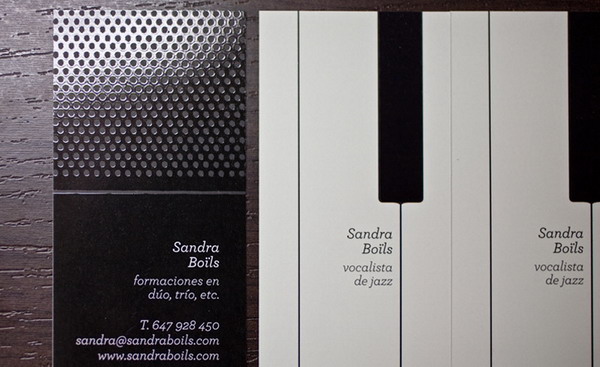 Sandra
Boïls
formaciones en
dúo, trío, etc.
T. 647 928 450
sandra@sandraboils.com
www.sandraboils.com
Sandra
Boïls
vocalista
de jazz
Sandra
Boïls
vocalista
de jazz